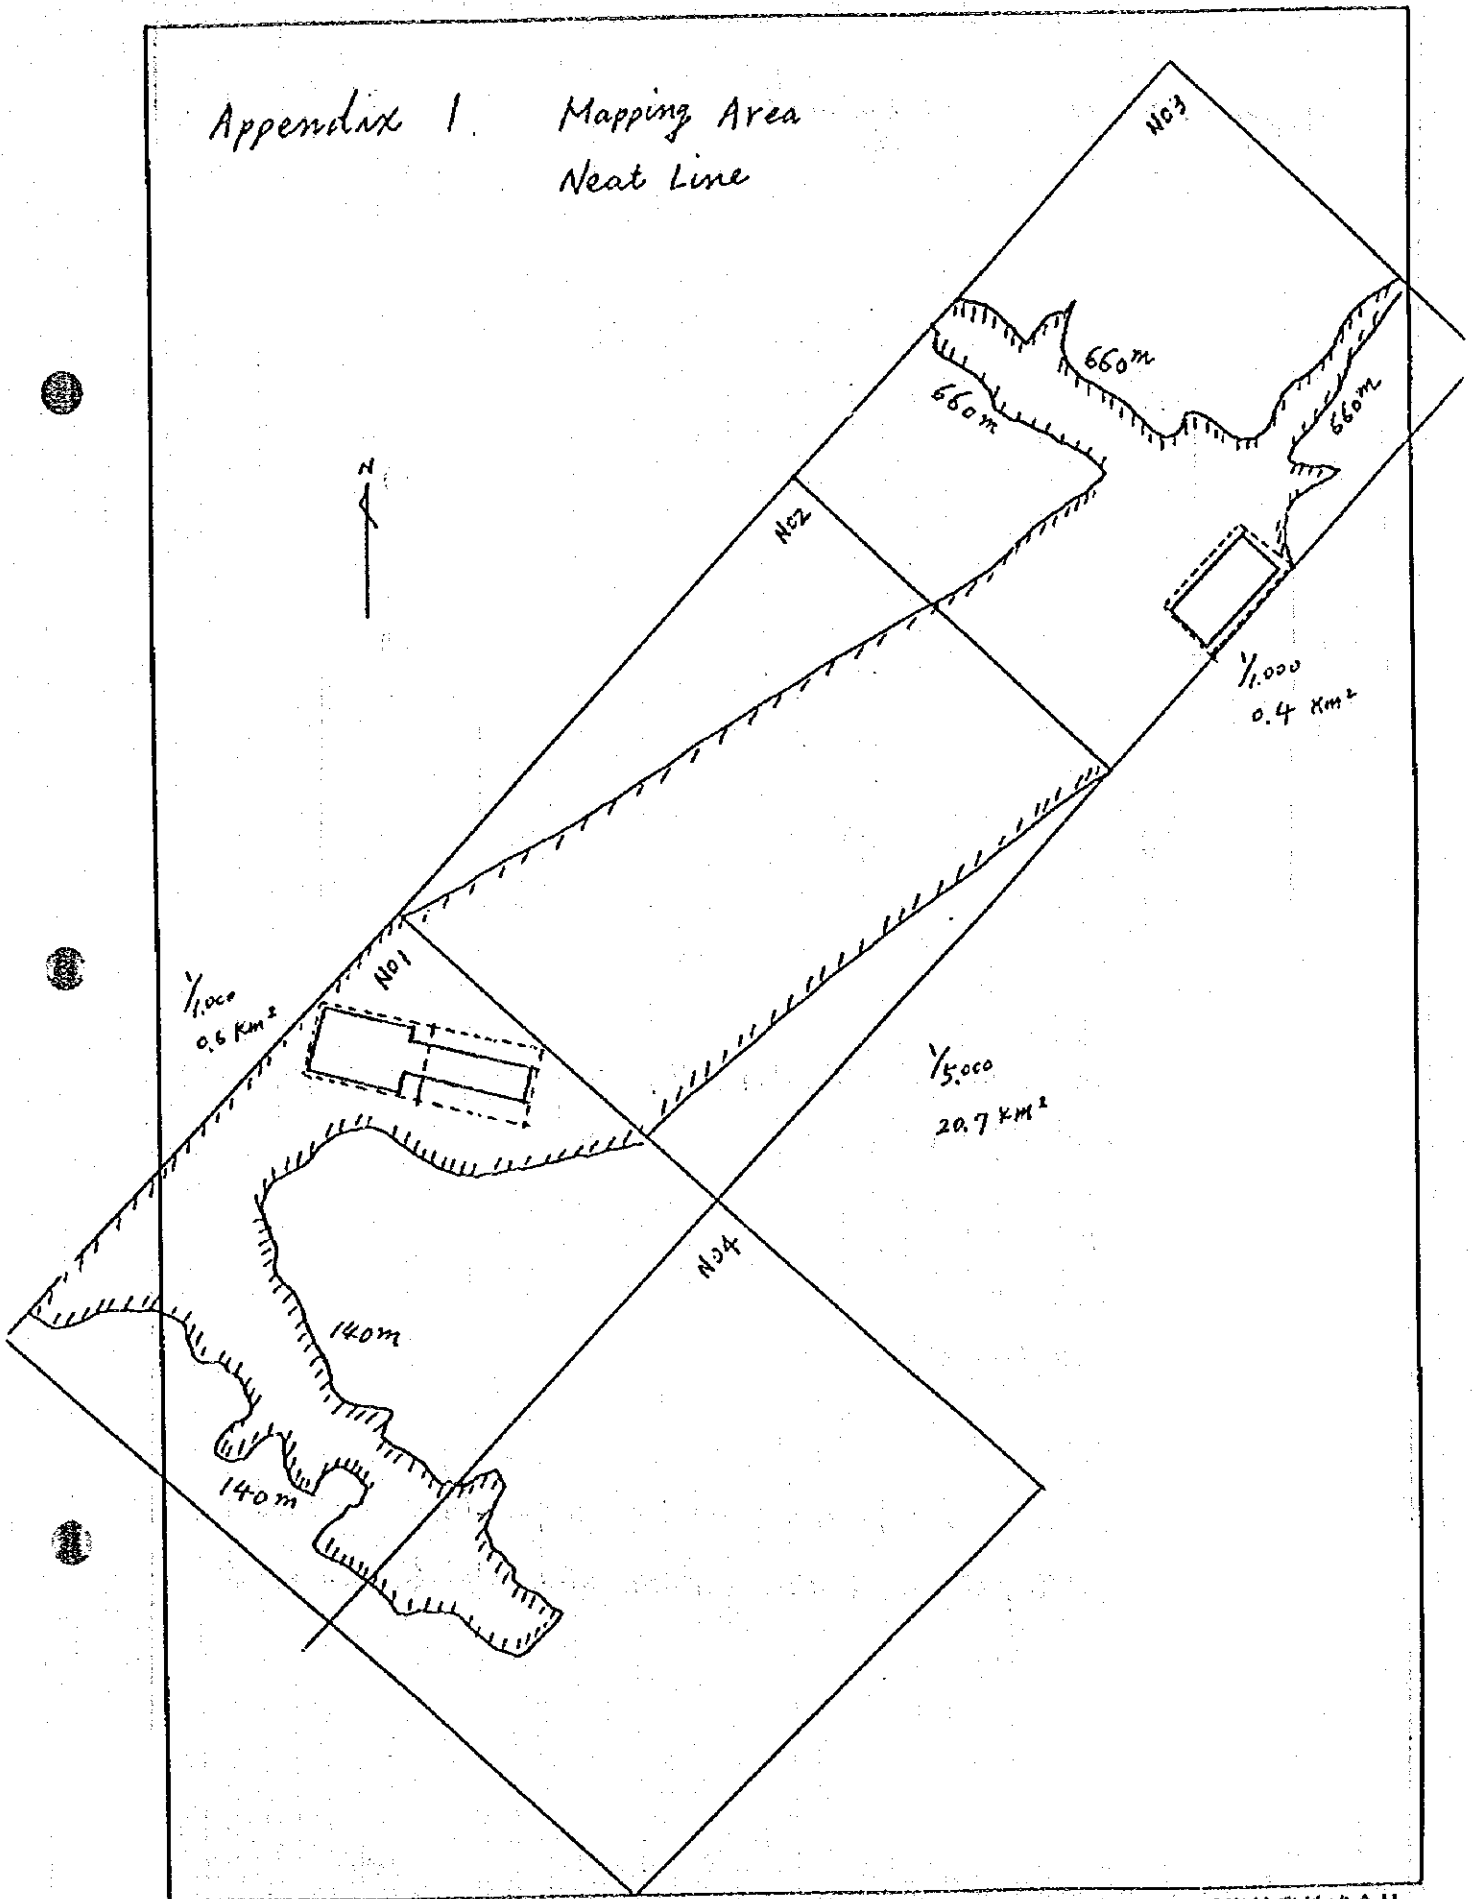 Appendix 1. Mapping Area
Neat Line
No3
660m
660m
660m
N
No2
1/1,000
0.4 Km²
No1
1/1,000
0.6 Km²
1/5,000
20.7 Km²
No4
140m
140m